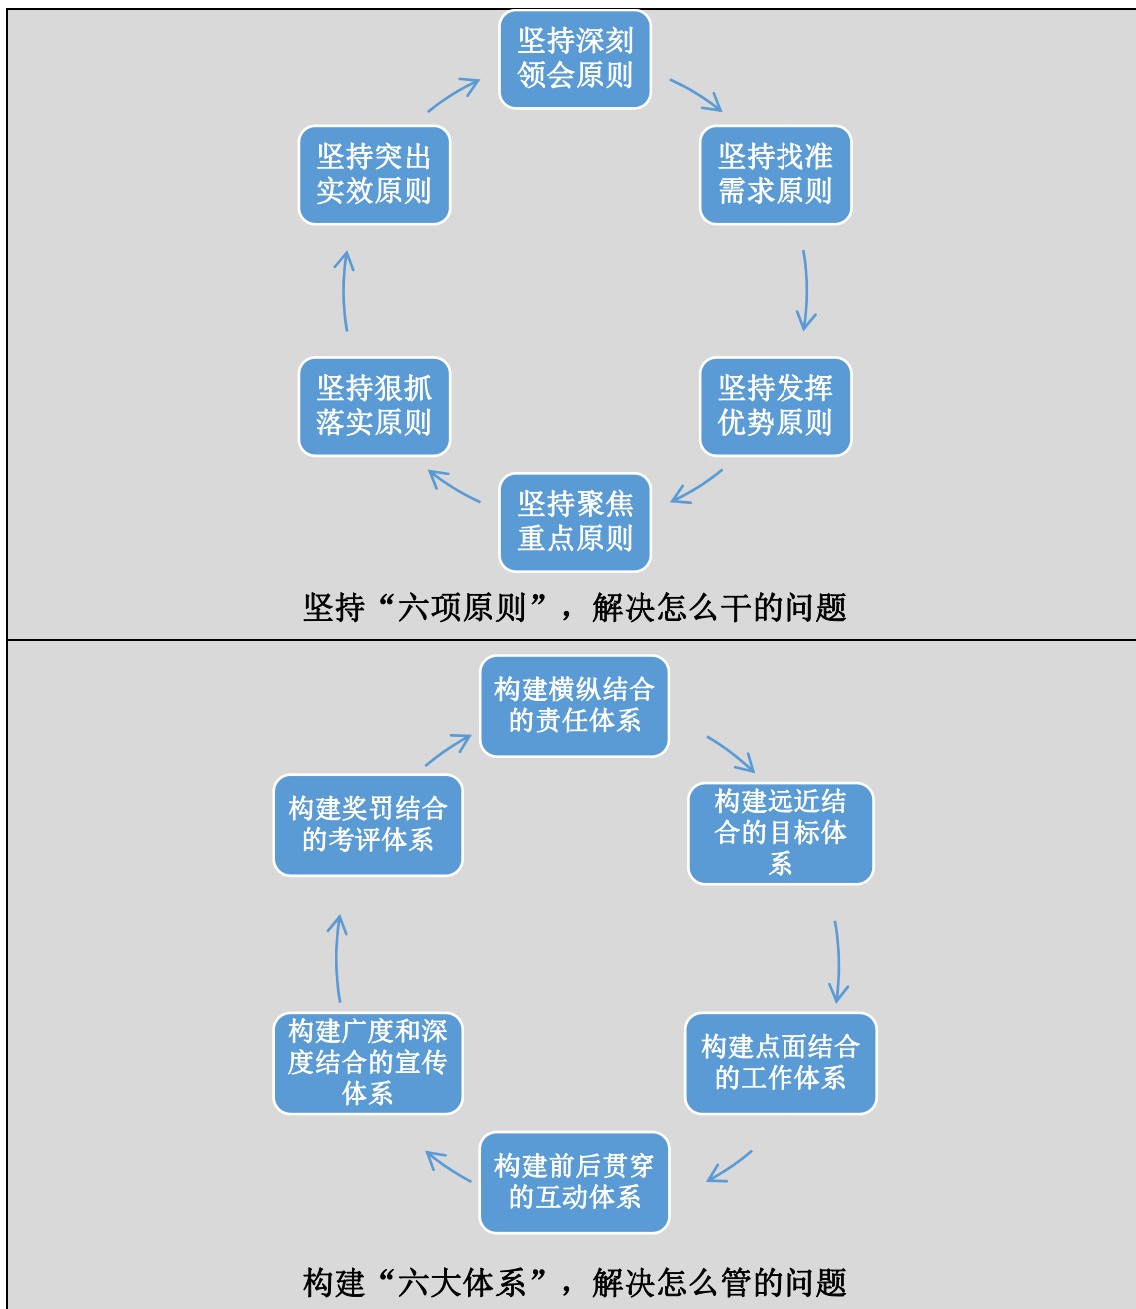 坚持深刻
领会原则
坚持找准
需求原则
坚持发挥
优势原则
坚持聚焦
重点原则
坚持狠抓
落实原则
坚持突出
实效原则
坚持“六项原则”，解决怎么干的问题
构建横纵结合
的责任体系
构建远近结
合的目标体
系
构建点面结合
的工作体系
构建前后贯穿
的互动体系
构建广度和深
度结合的宣传
体系
构建奖罚结合
的考评体系
构建“六大体系”，解决怎么管的问题